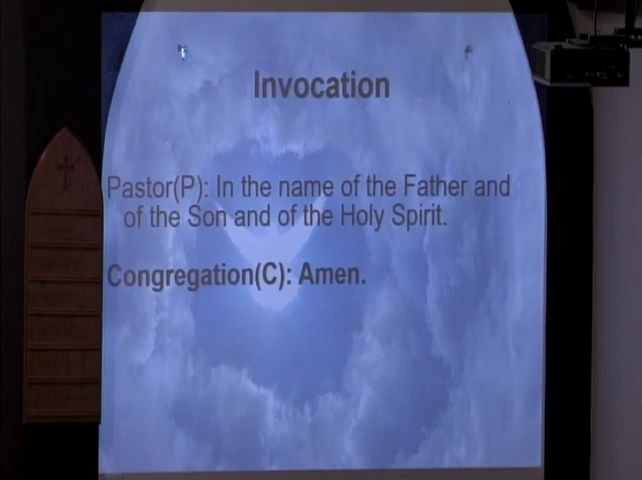 Invocation
Pastor(P): In the name of the Father and
of the Son and of the Holy Spirit.
Congregation(C): Amen.